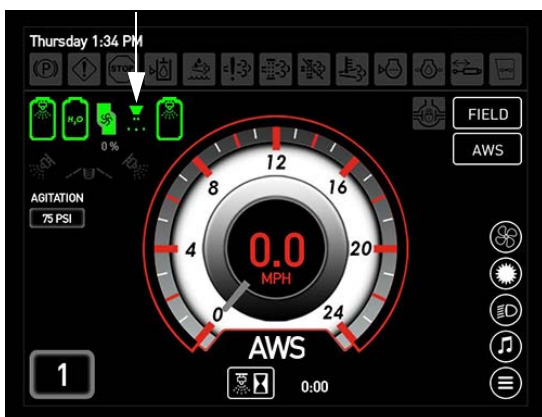 Thursday 1:34 PM
(P)
STOP
H₂O
0 %
FIELD
AWS
AGITATION
75 PSI
0
4
8
12
16
20
24
0.0
MPH
AWS
1
0:00